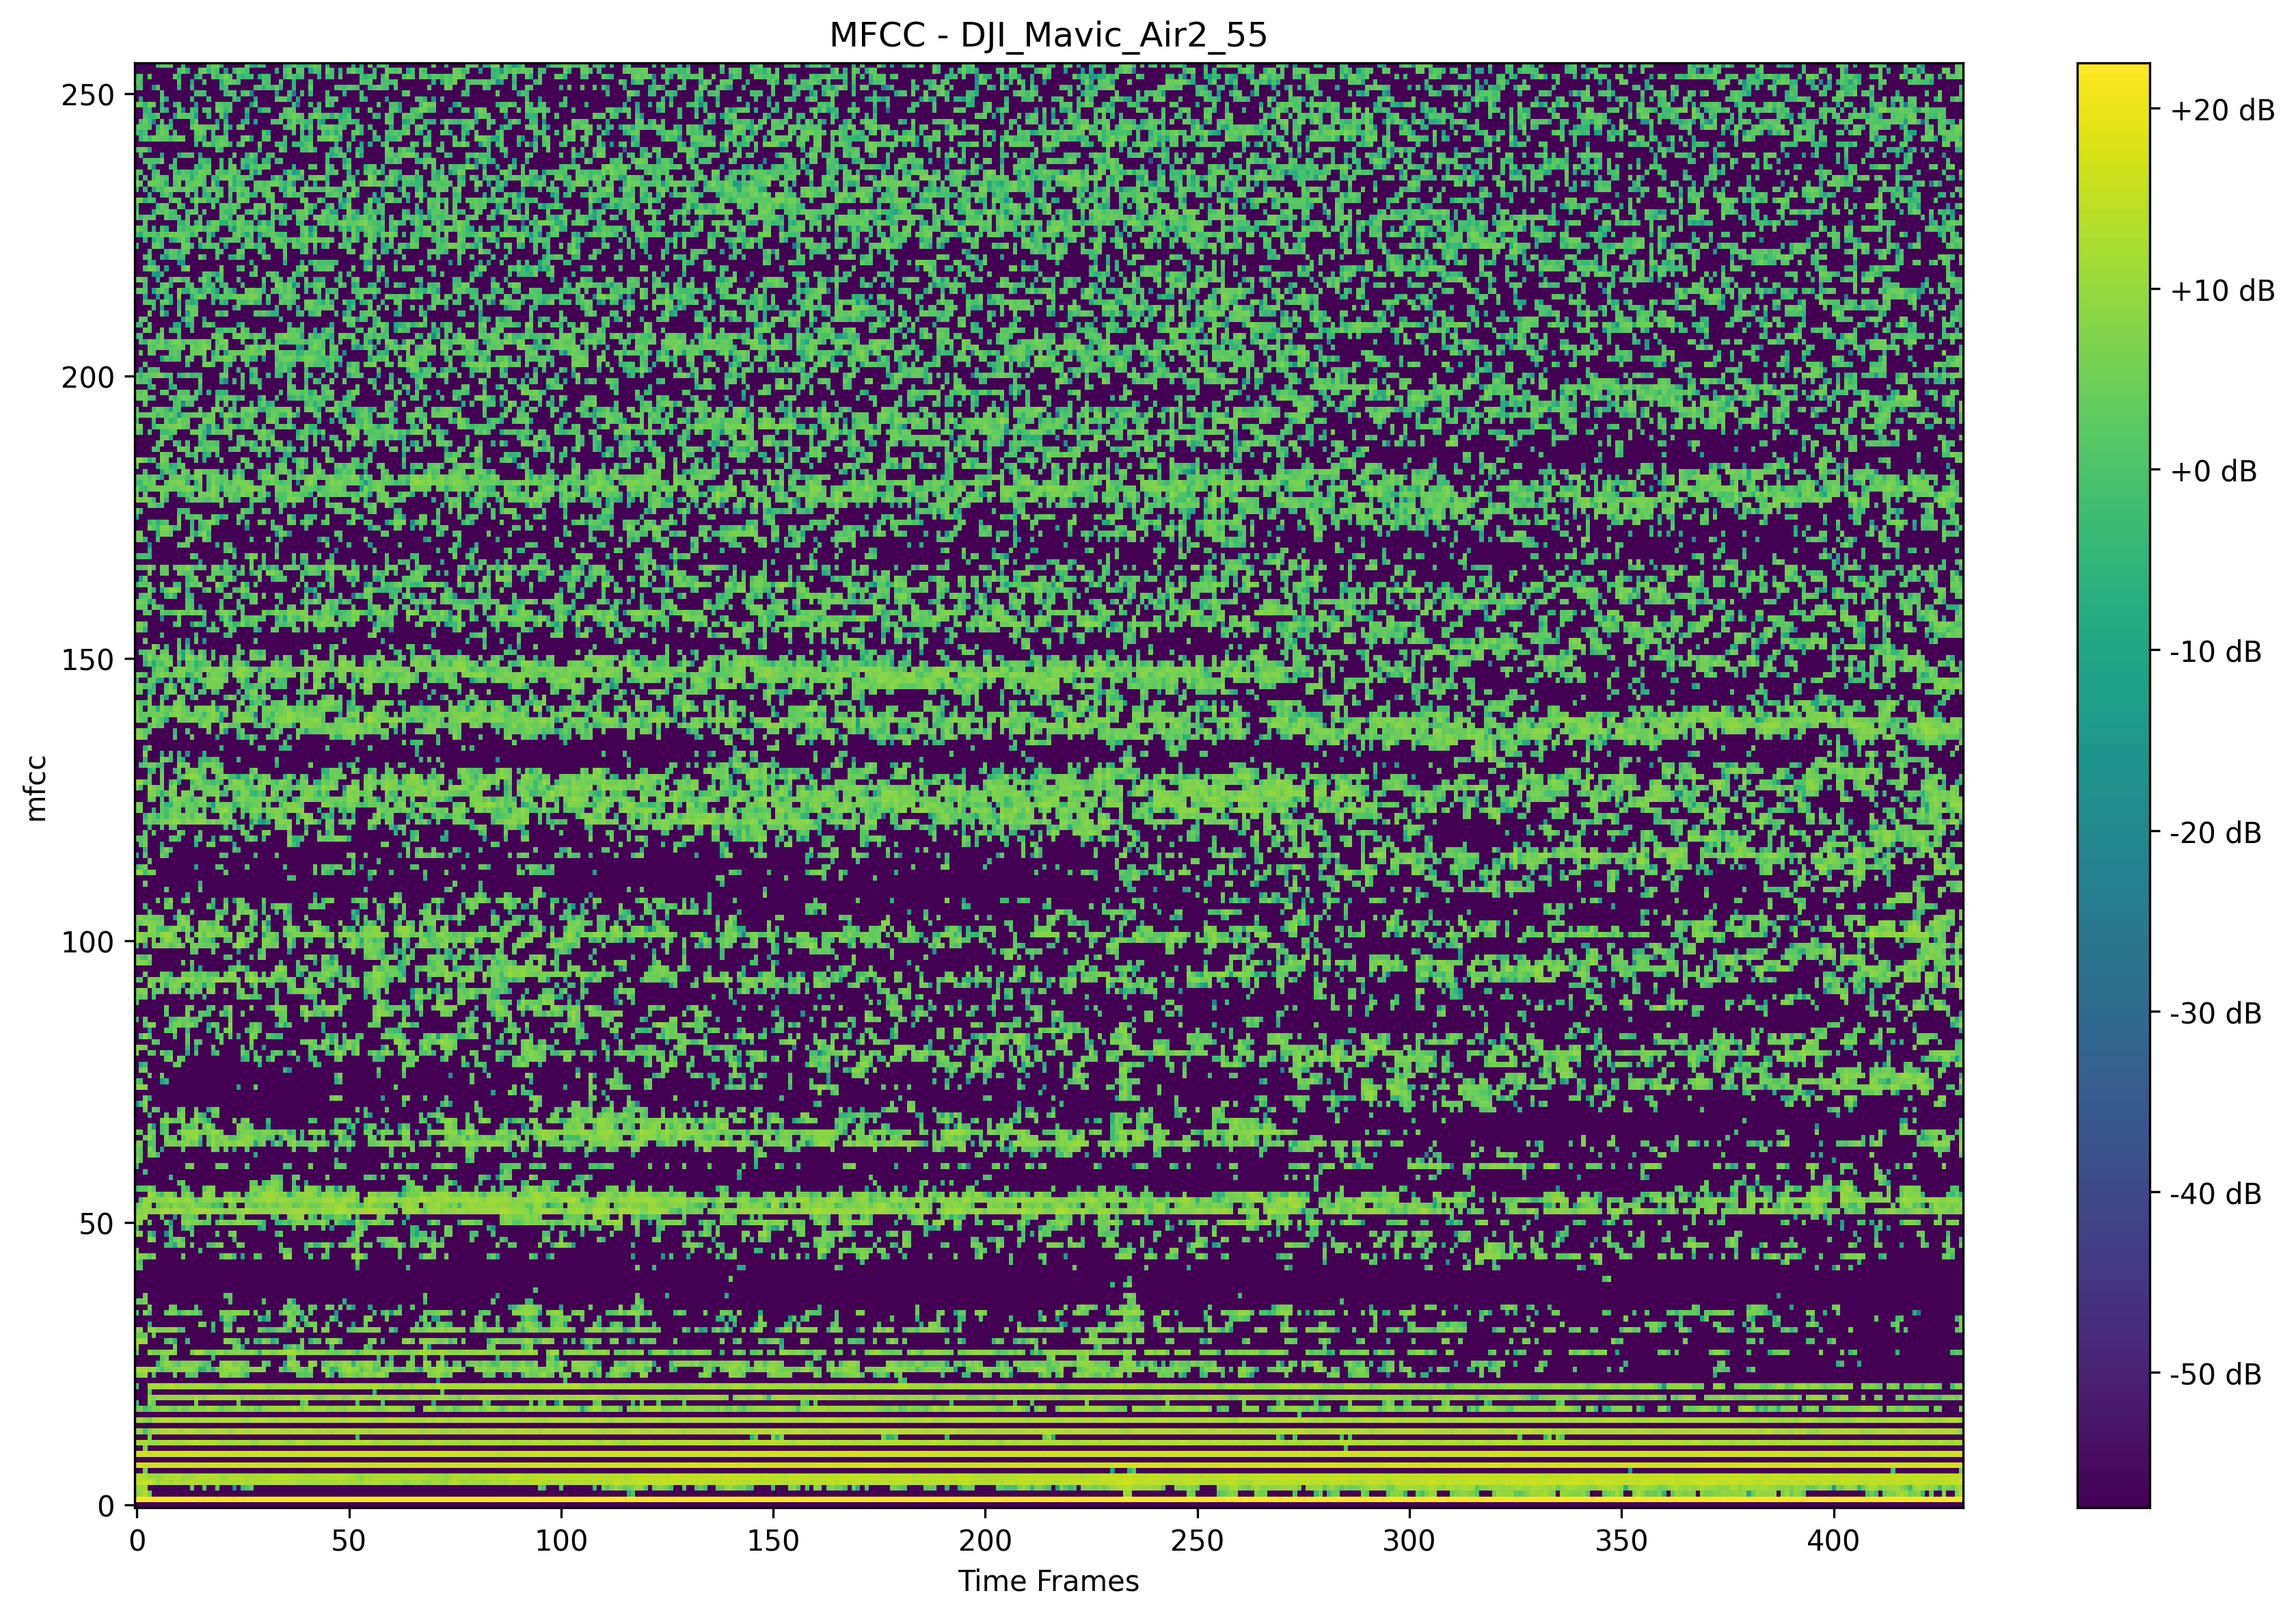 MFCC - DJI_Mavic_Air2_55
250
200
150
100
50
0
mfcc
0 50 100 150 200 250 300 350 400
Time Frames
+20 dB
+10 dB
+0 dB
-10 dB
-20 dB
-30 dB
-40 dB
-50 dB